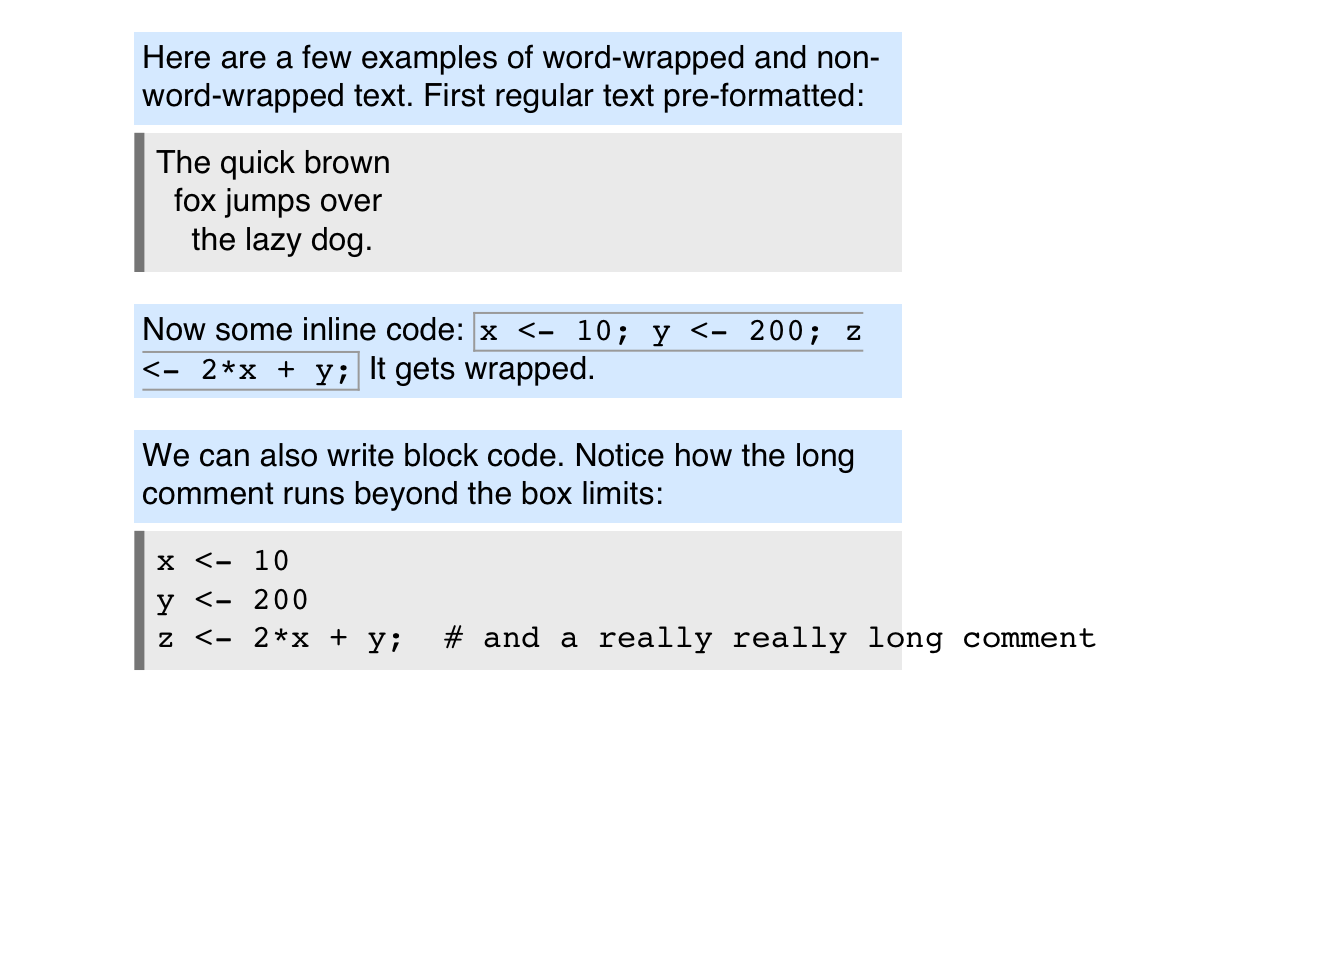 Here are a few examples of word-wrapped and non-
word-wrapped text. First regular text pre-formatted:
The quick brown
  fox jumps over
    the lazy dog.
Now some inline code: x <- 10; y <- 200; z
<- 2*x + y; It gets wrapped.
We can also write block code. Notice how the long
comment runs beyond the box limits:
x <- 10
y <- 200
z <- 2*x + y;  # and a really really long comment